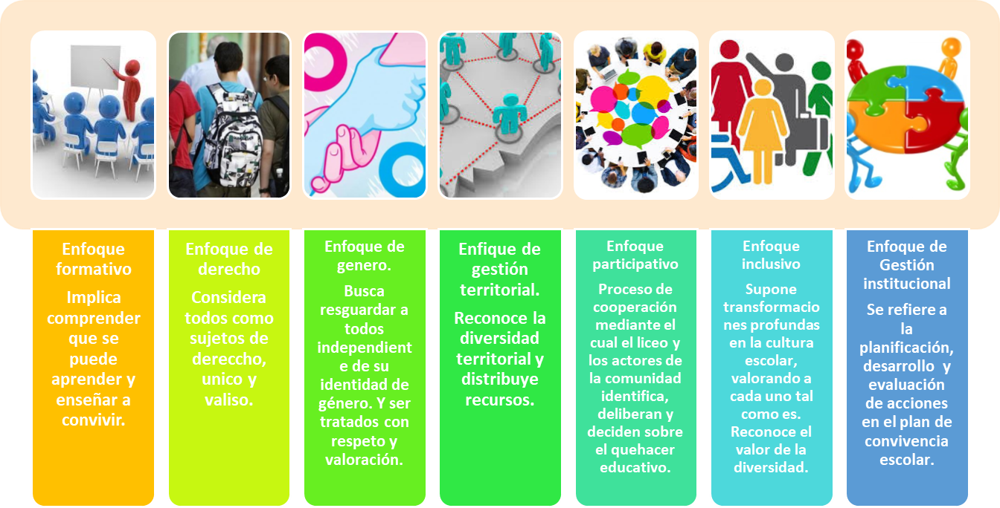 Enfoque
formativo
Implica
comprender
que se
puede
aprender y
enseñar a
convivir.
Enfoque de
derecho
Considera
todos como
sujetos de
dereccho,
unico y
valiso.
Enfoque de
genero.
Busca
resguardar a
todos
independient
e de su
identidad de
género. Y ser
tratados con
respeto y
valoración.
Enfique de
gestión
territorial.
Reconoce la
diversidad
territorial y
distribuye
recursos.
Enfoque
participativo
Proceso de
cooperación
mediante el
cual el liceo y
los actores de
la comunidad
identifica,
deliberan y
deciden sobre
el quehacer
educativo.
Enfoque
inclusivo
Supone
transformacio
nes profundas
en la cultura
escolar,
valorando a
cada uno tal
como es.
Reconoce el
valor de la
diversidad.
Enfoque de
Gestión
institucional
Se refiere a
la
planificación,
desarrollo y
evaluación
de acciones
en el plan de
convivencia
escolar.